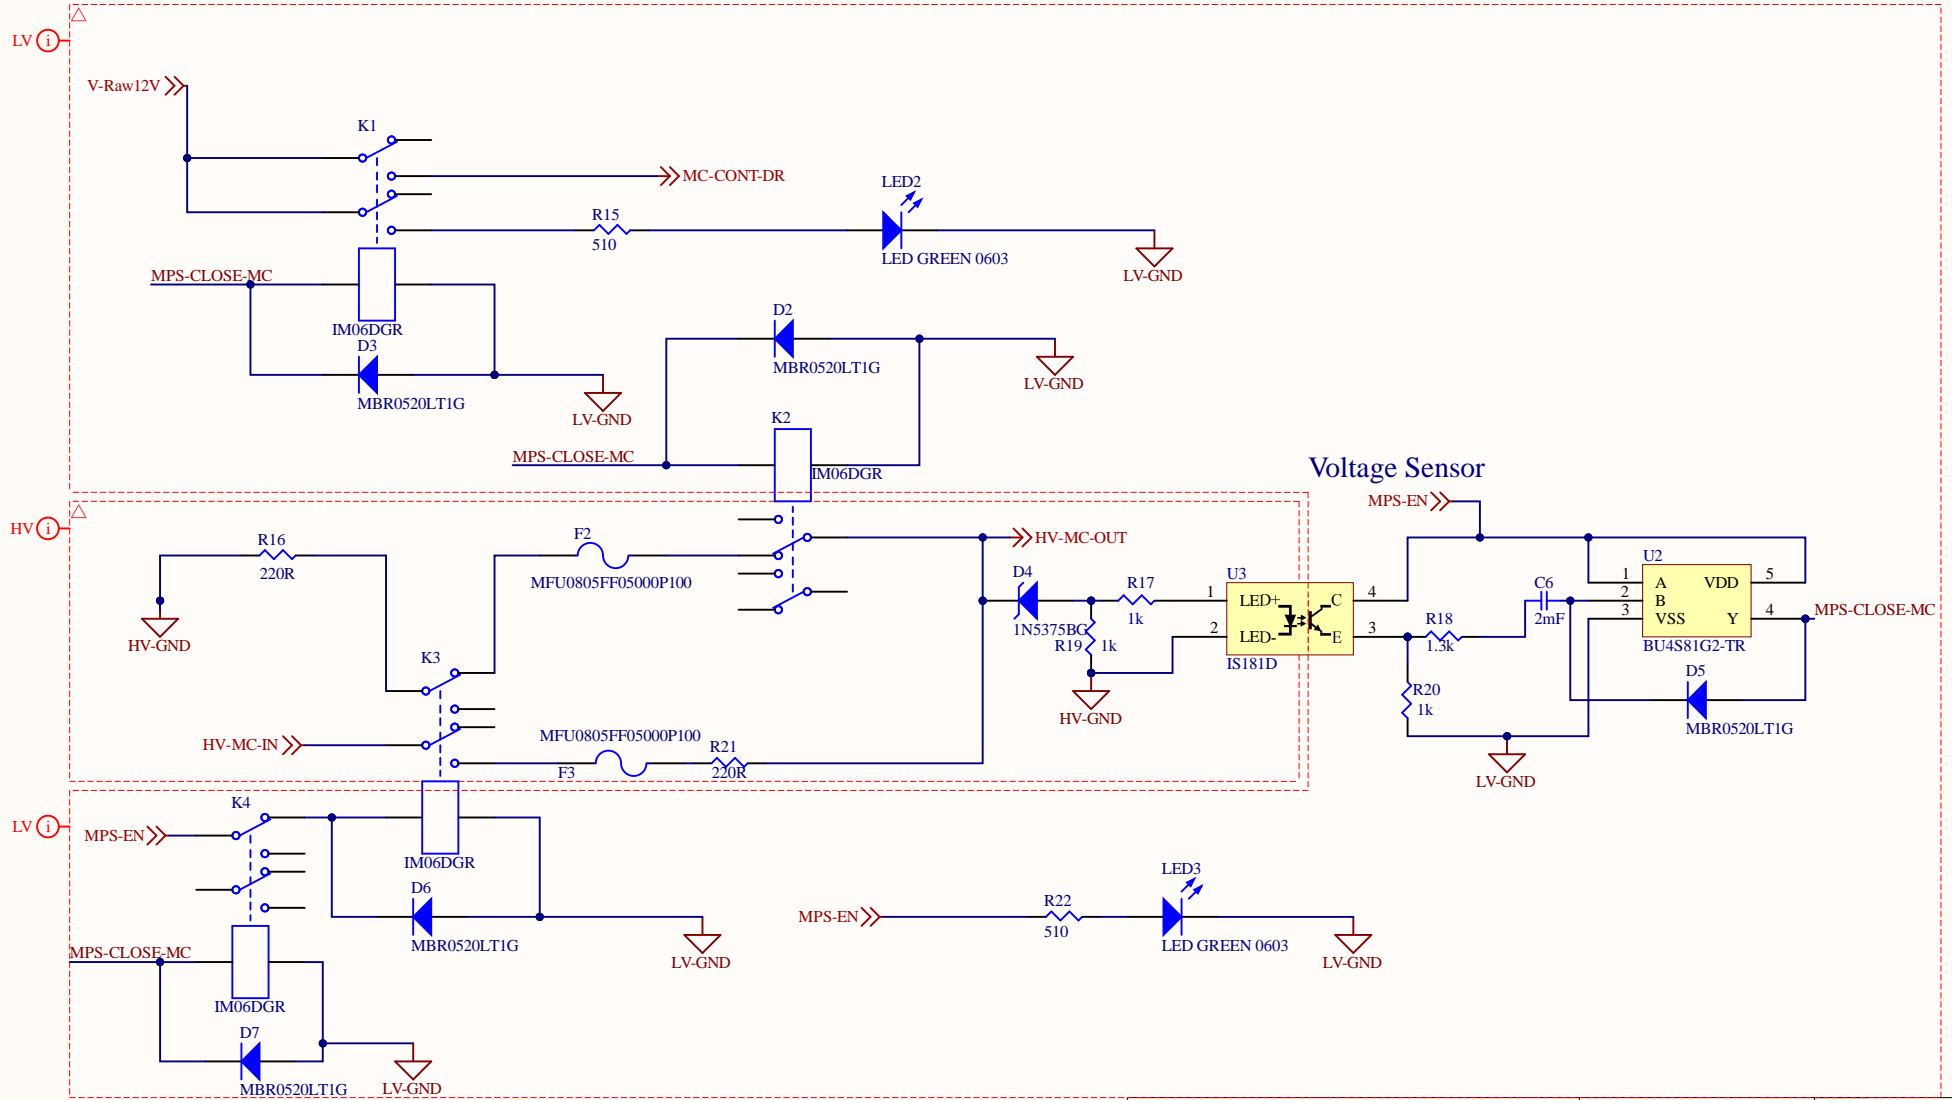 LV i
V-Raw12V
K1
MC-CONT-DR
LED2
R15
510
LED GREEN 0603
LV-GND
MPS-CLOSE-MC
IM06DGR
D3
MBR0520LT1G
LV-GND
D2
MBR0520LT1G
LV-GND
K2
MPS-CLOSE-MC
IM06DGR
Voltage Sensor
MPS-EN
HV i
R16
220R
HV-GND
F2
MFU0805FF05000P100
HV-MC-OUT
D4
1N5375BG
R17
1k
R19 1k
HV-GND
U3
1 LED+ C 4
2 LED- E 3
IS181D
R18
1.3k
R20
1k
C6
2mF
U2
1 A VDD 5
2 B
3 VSS Y 4
BU4S81G2-TR
MPS-CLOSE-MC
D5
MBR0520LT1G
LV-GND
K3
HV-MC-IN
MFU0805FF05000P100
F3
R21
220R
LV i
K4
MPS-EN
IM06DGR
D6
MBR0520LT1G
LV-GND
MPS-EN
R22
510
LED3
LED GREEN 0603
LV-GND
MPS-CLOSE-MC
IM06DGR
D7
MBR0520LT1G
LV-GND